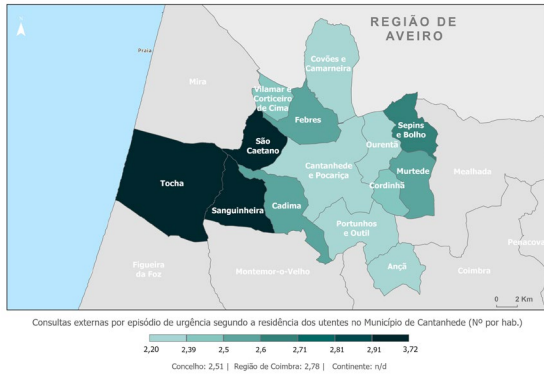 REGIÃO DE
AVEIRO
Praia
Mira
Covões e
Camarneira
Vilamar e
Corticeiro
de Cima
Febres
São
Caetano
Sepins
e Bolho
Ourentã
Cantanhede
e Pocariça
Murtede
Mealhada
Tocha
Cordinhã
Sanguinheira
Cadima
Portunhos
e Outil
Penacova
Ançã
Figueira
da Foz
Montemor-o-Velho
Coimbra
0 2 Km
Consultas externas por episódio de urgência segundo a residência dos utentes no Município de Cantanhede (Nº por hab.)
2,20 2,39 2,5 2,6 2,71 2,81 2,91 3,72
Concelho: 2,51 | Região de Coimbra: 2,78 | Continente: n/d